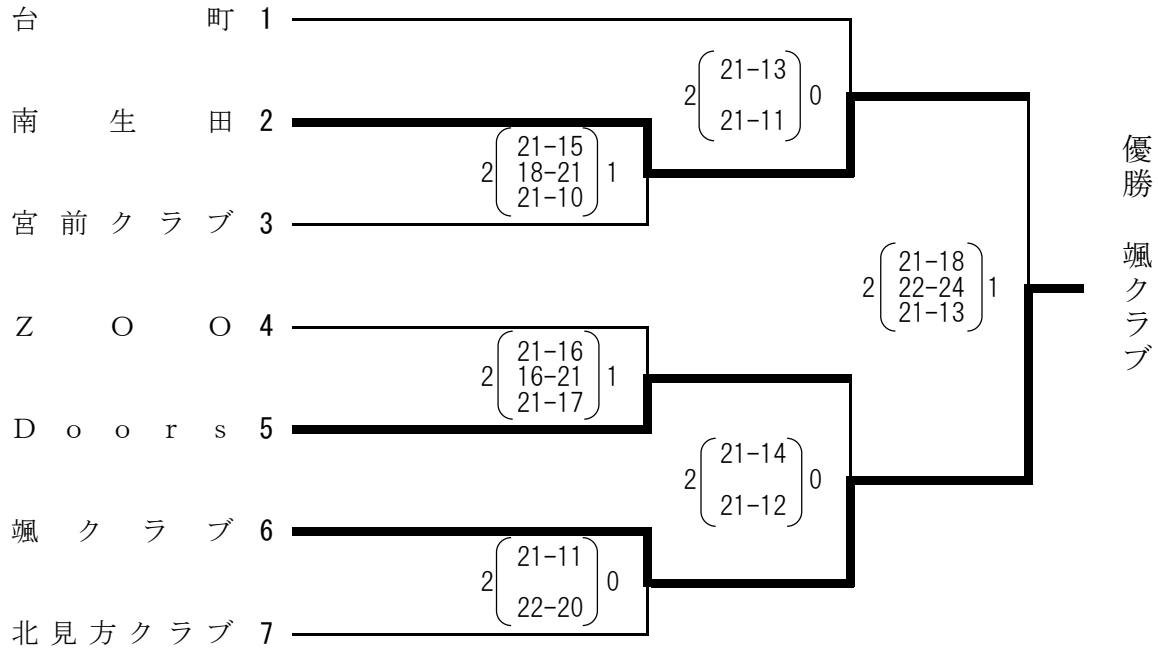 台町 1
2 21-13 0
21-11
南生田 2
2 21-15 1
18-21
21-10
宮前クラブ 3
2 21-18 1
22-24
21-13
優勝 颯クラブ
ZOO 4
2 21-16 1
16-21
21-17
Doors 5
2 21-14 0
21-12
颯クラブ 6
2 21-11 0
22-20
北見方クラブ 7